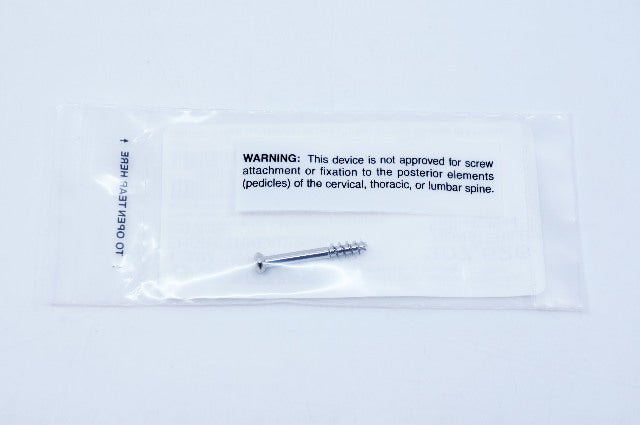 WARNING: This device is not approved for screw
attachment or fixation to the posterior elements
(pedicles) of the cervical, thoracic, or lumbar spine.
TO OPEN TEAR HERE